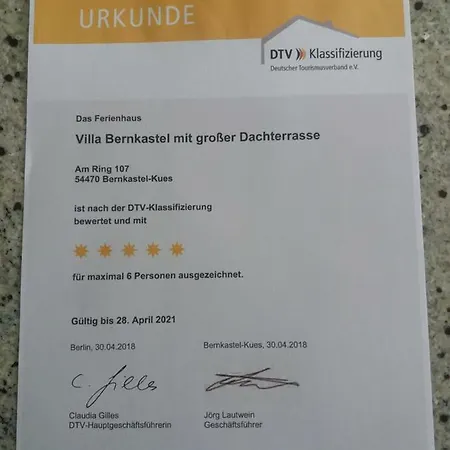 URKUNDE
DTV Klassifizierung
Deutscher Tourismusverband e.V.
Das Ferienhaus
Villa Bernkastel mit großer Dachterrasse
Am Ring 107
54470 Bernkastel-Kues
ist nach der DTV-Klassifizierung
bewertet und mit
für maximal 6 Personen ausgezeichnet.
Gültig bis 28. April 2021
Berlin, 30.04.2018
Bernkastel-Kues, 30.04.2018
C. Gilles
Claudia Gilles
DTV-Hauptgeschäftsführerin
Jörg Lautwein
Geschäftsführer